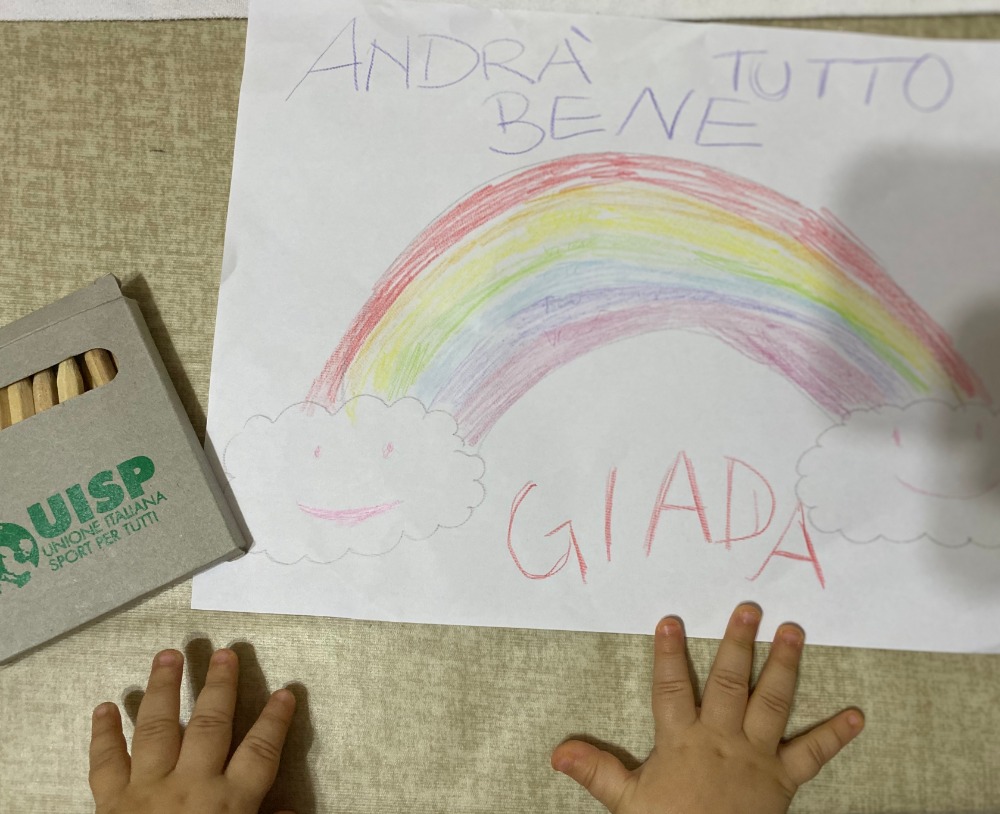 ANDRÀ TUTTO
BENE
GIADA
UISP
UNIONE ITALIANA
SPORT PER TUTTI